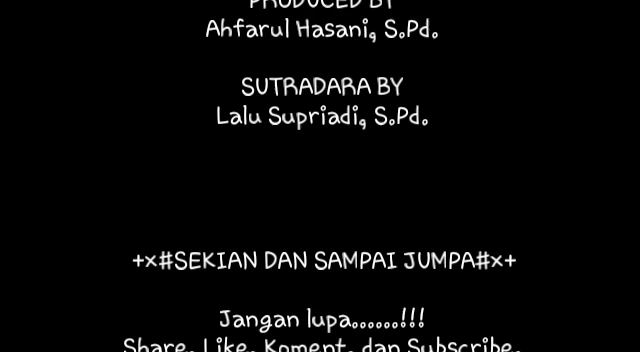 PRODUCED BY
Ahfarul Hasani, S.Pd.
SUTRADARA BY
Lalu Supriadi, S.Pd.
+×#SEKIAN DAN SAMPAI JUMPA#×+
Jangan lupa......!!!
Share, Like, Koment, dan Subscribe.